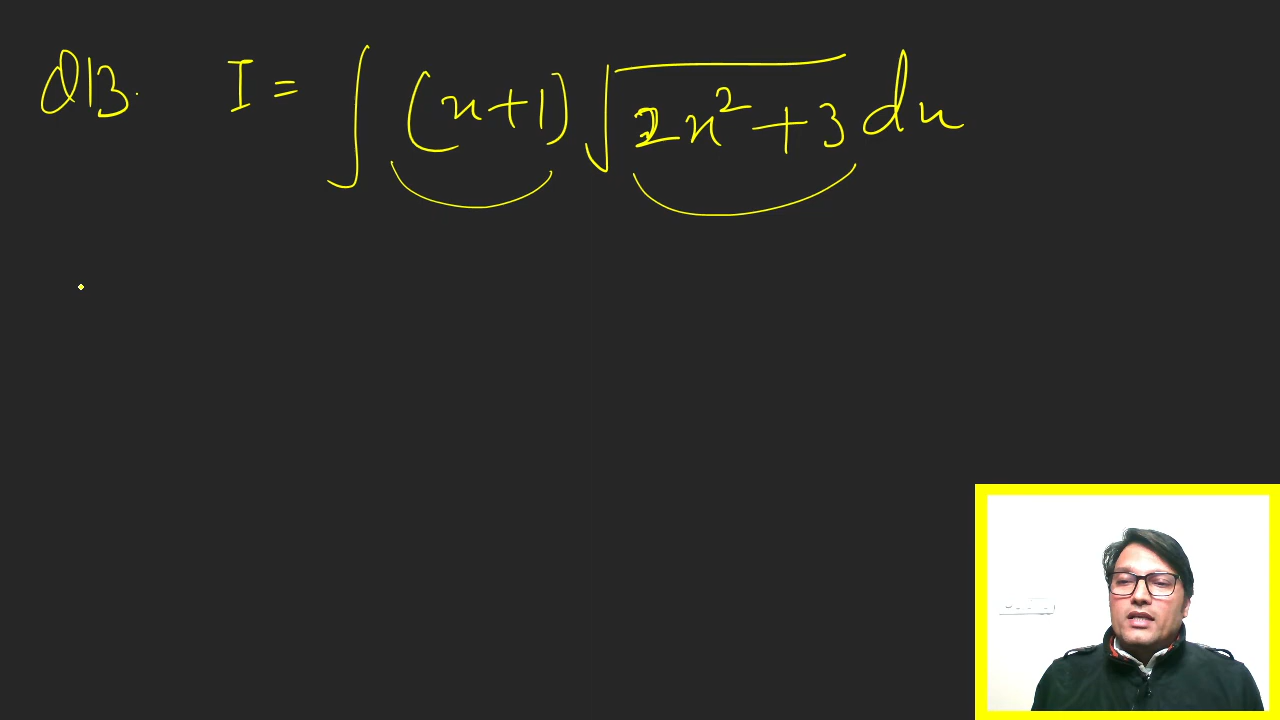 Q13. I = ∫ (x+1) √(2x² + 3) dx